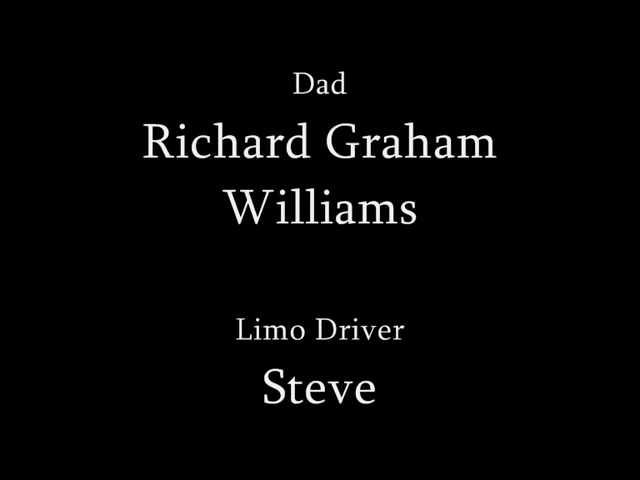 Dad
Richard Graham
Williams
Limo Driver
Steve